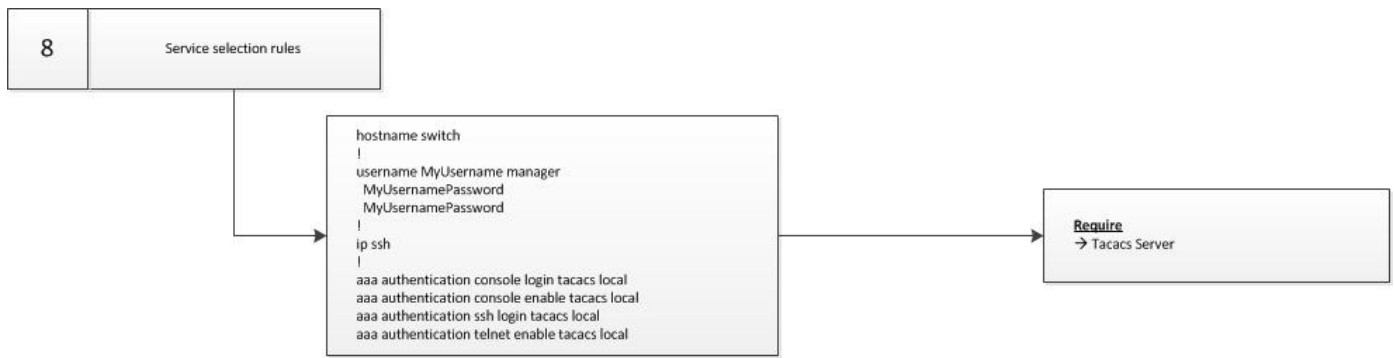 8
Service selection rules
hostname switch
!
username MyUsername manager
MyUsernamePassword
MyUsernamePassword
!
ip ssh
!
aaa authentication console login tacacs local
aaa authentication console enable tacacs local
aaa authentication ssh login tacacs local
aaa authentication telnet enable tacacs local
Require
→ Tacacs Server